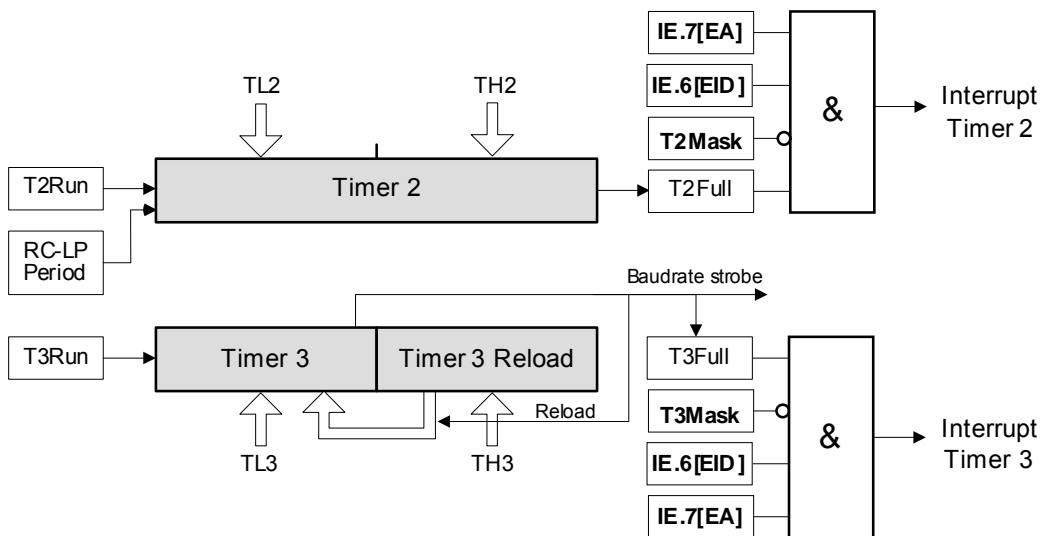 IE.7[EA]
IE.6[EID]
T2Mask
T2Full
&
Interrupt
Timer 2
TL2
TH2
T2Run
Timer 2
RC-LP
Period
Baudrate strobe
T3Run
Timer 3
Timer 3 Reload
Reload
TL3
TH3
T3Full
T3Mask
IE.6[EID]
IE.7[EA]
&
Interrupt
Timer 3